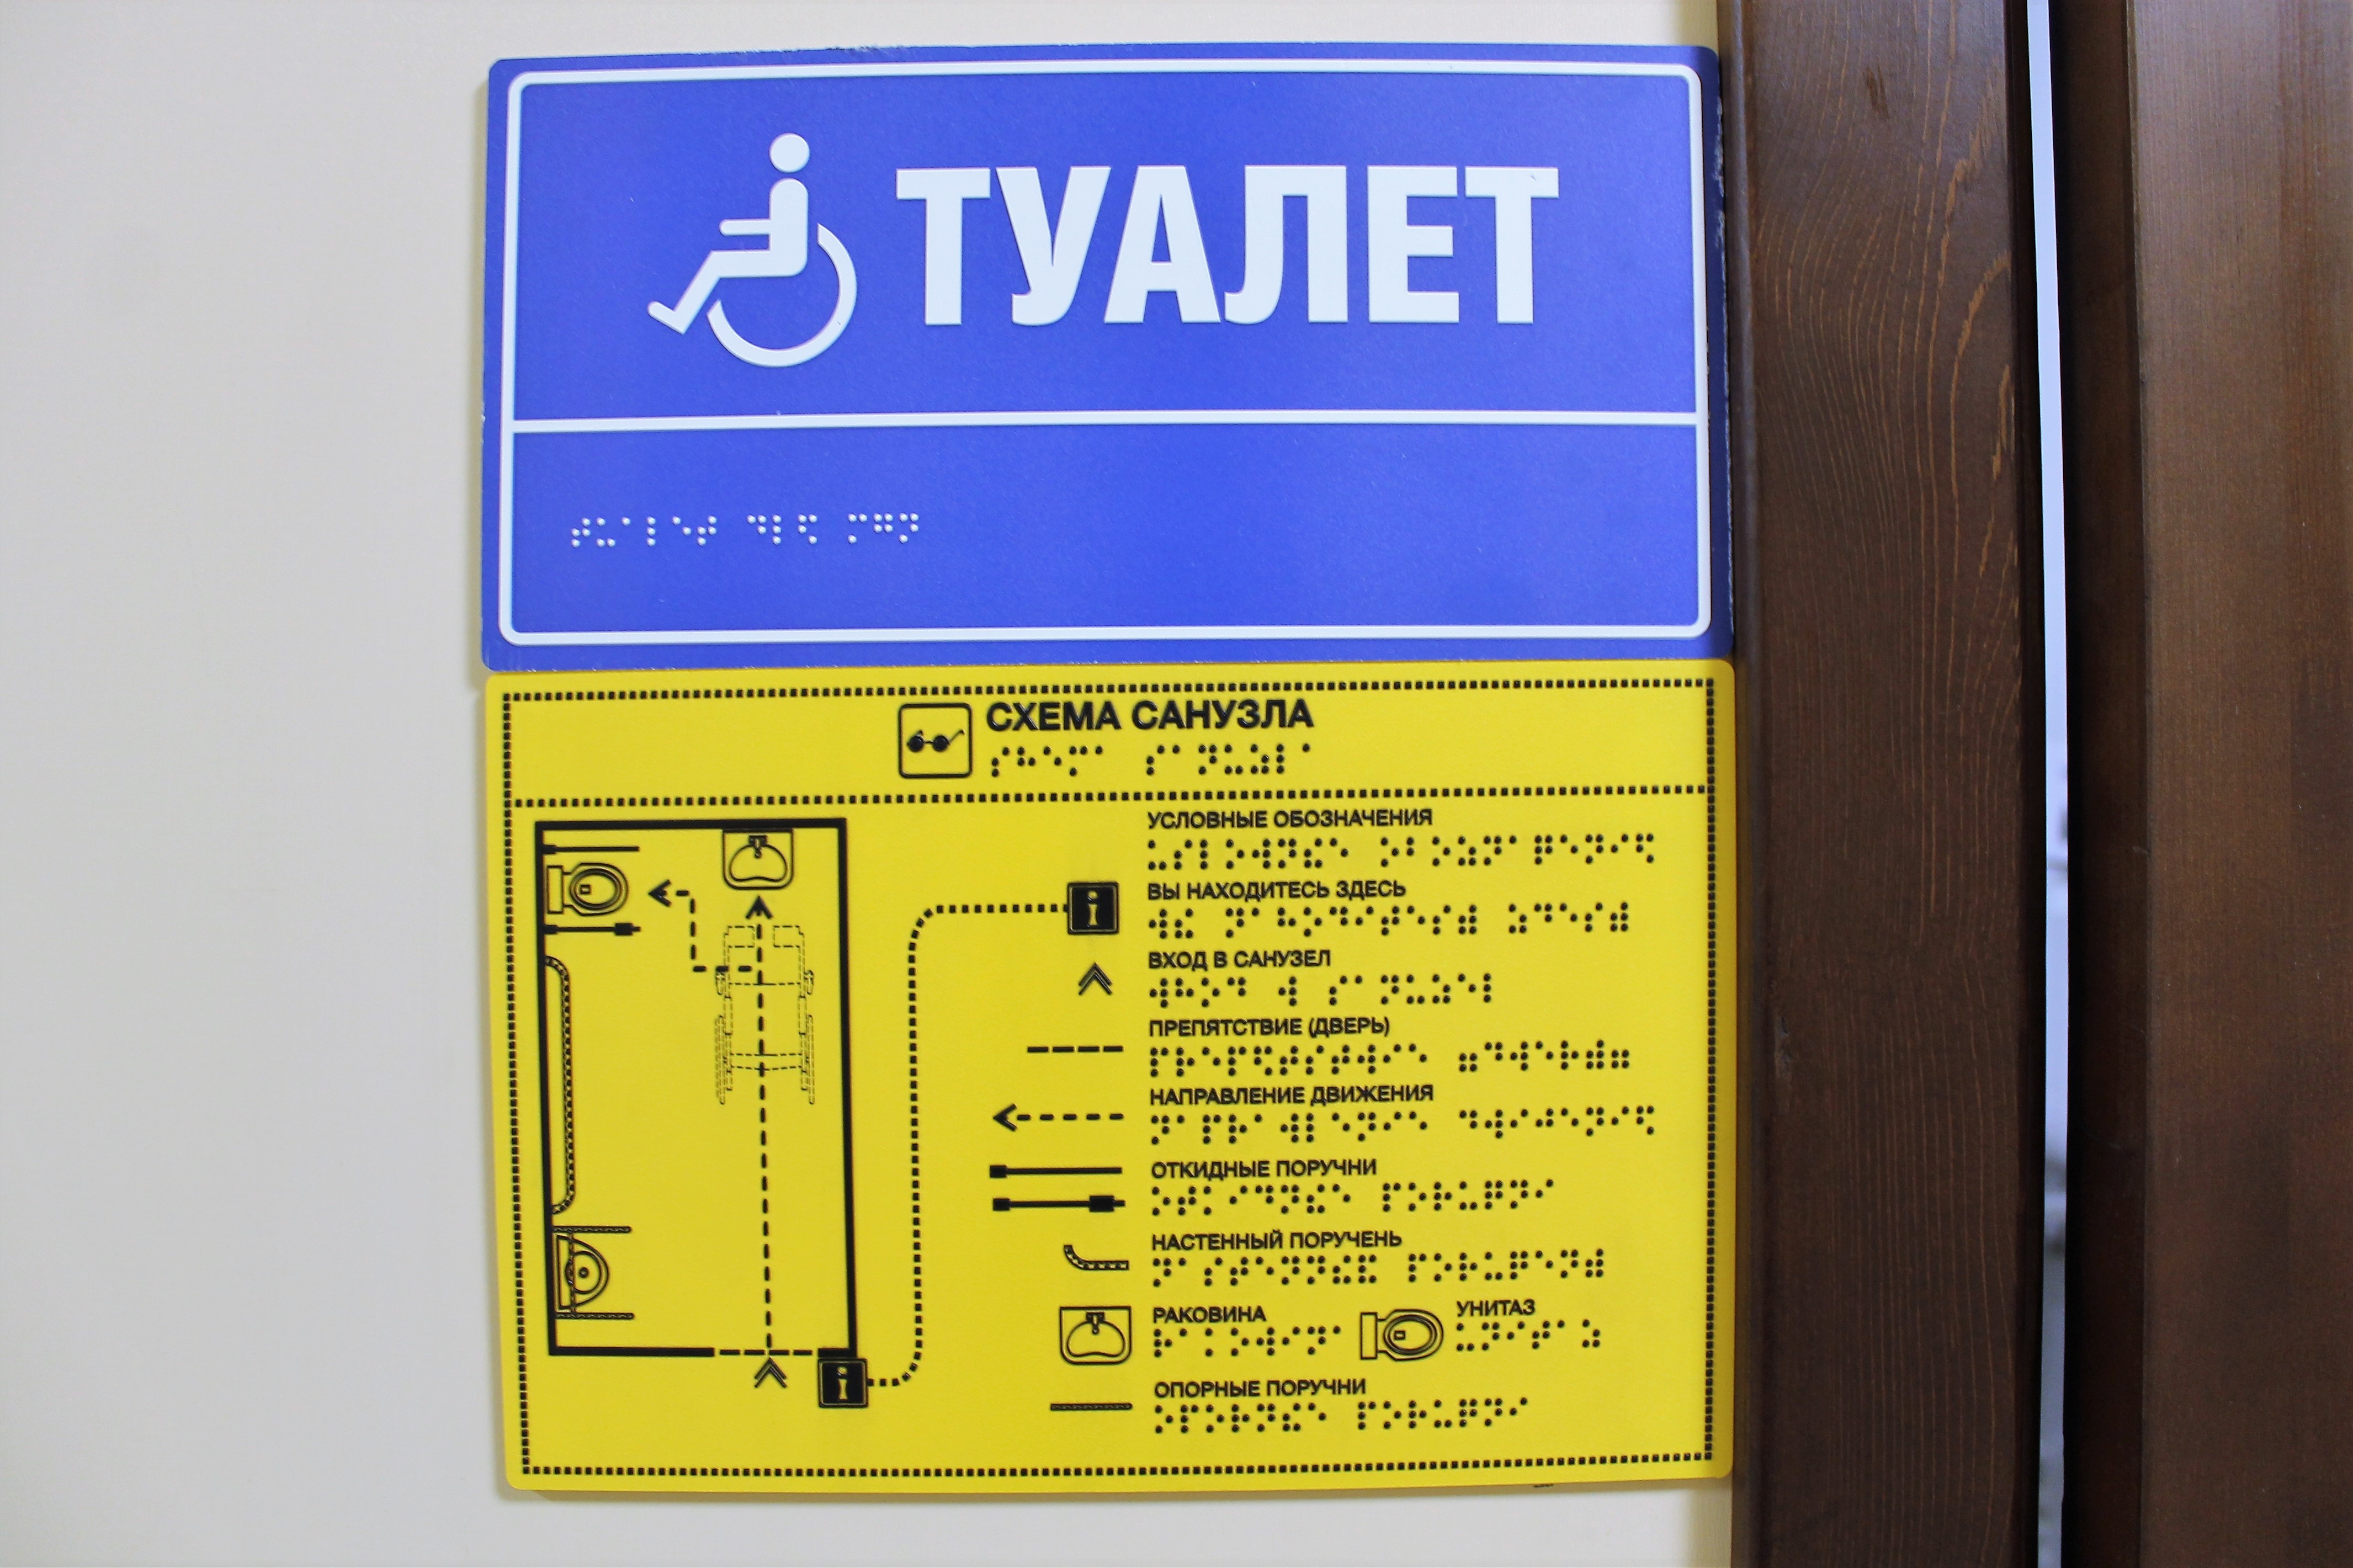 ТУАЛЕТ
⠞⠥⠁⠇⠑⠞ ⠙⠇⠫ ⠍⠛⠝
СХЕМА САНУЗЛА
⠎⠓⠑⠍⠁ ⠎⠁⠝⠥⠵⠇⠁
УСЛОВНЫЕ ОБОЗНАЧЕНИЯ
⠥⠎⠇⠕⠺⠝⠮⠑ ⠕⠃⠕⠵⠝⠁⠟⠑⠝⠊⠫
ВЫ НАХОДИТЕСЬ ЗДЕСЬ
⠺⠮ ⠝⠁⠓⠕⠙⠊⠞⠑⠎⠾ ⠵⠙⠑⠎⠾
ВХОД В САНУЗЕЛ
⠺⠓⠕⠙ ⠺ ⠎⠁⠝⠥⠵⠑⠇
ПРЕПЯТСТВИЕ (ДВЕРЬ)
⠏⠗⠑⠏⠫⠞⠎⠞⠺⠊⠑ ⠶⠙⠺⠑⠗⠾⠶
НАПРАВЛЕНИЕ ДВИЖЕНИЯ
⠝⠁⠏⠗⠁⠺⠇⠑⠝⠊⠑ ⠙⠺⠊⠚⠑⠝⠊⠫
ОТКИДНЫЕ ПОРУЧНИ
⠕⠞⠅⠊⠙⠝⠮⠑ ⠏⠕⠗⠥⠟⠝⠊
НАСТЕННЫЙ ПОРУЧЕНЬ
⠝⠁⠎⠞⠑⠝⠝⠮⠯ ⠏⠕⠗⠥⠟⠑⠝⠾
РАКОВИНА УНИТАЗ
⠗⠁⠅⠕⠺⠊⠝⠁ ⠥⠝⠊⠞⠁⠵
ОПОРНЫЕ ПОРУЧНИ
⠕⠏⠕⠗⠝⠮⠑ ⠏⠕⠗⠥⠟⠝⠊